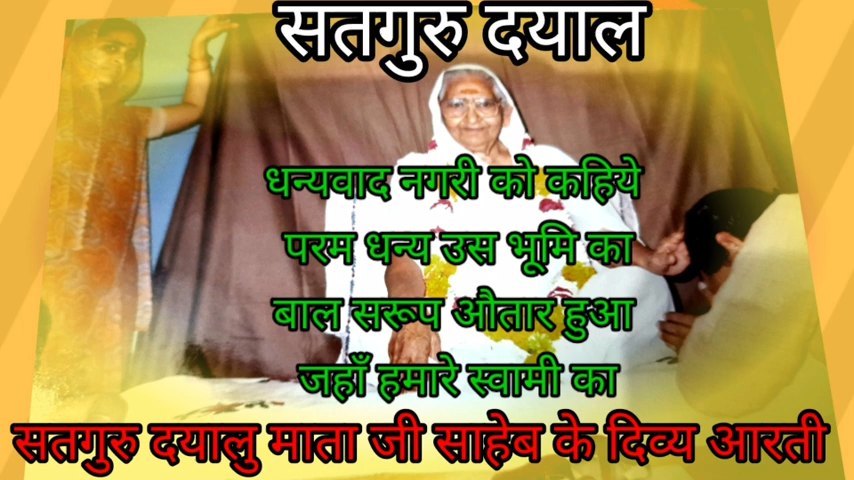 सतगुरु दयाल
धन्यवाद नगरी को कहिये
परम धन्य उस भूमि का
बाल सरूप औतार हुआ
जहाँ हमारे स्वामी का
सतगुरु दयालु माता जी साहेब के दिव्य आरती